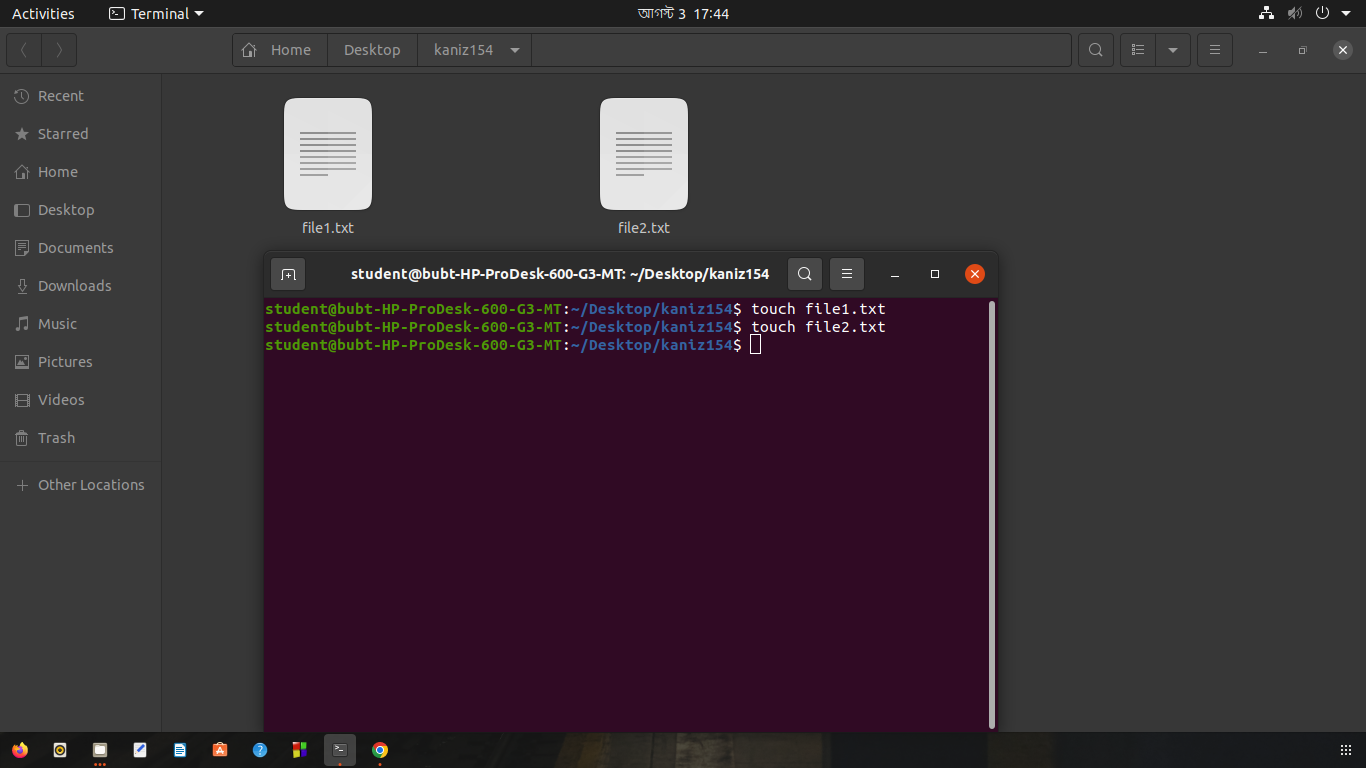 Activities Terminal আগস্ট 3 17:44
Home Desktop kaniz154
Recent
Starred
Home
Desktop
Documents
Downloads
Music
Pictures
Videos
Trash
Other Locations
file1.txt file2.txt
student@bubt-HP-ProDesk-600-G3-MT: ~/Desktop/kaniz154
student@bubt-HP-ProDesk-600-G3-MT:~/Desktop/kaniz154$ touch file1.txt
student@bubt-HP-ProDesk-600-G3-MT:~/Desktop/kaniz154$ touch file2.txt
student@bubt-HP-ProDesk-600-G3-MT:~/Desktop/kaniz154$